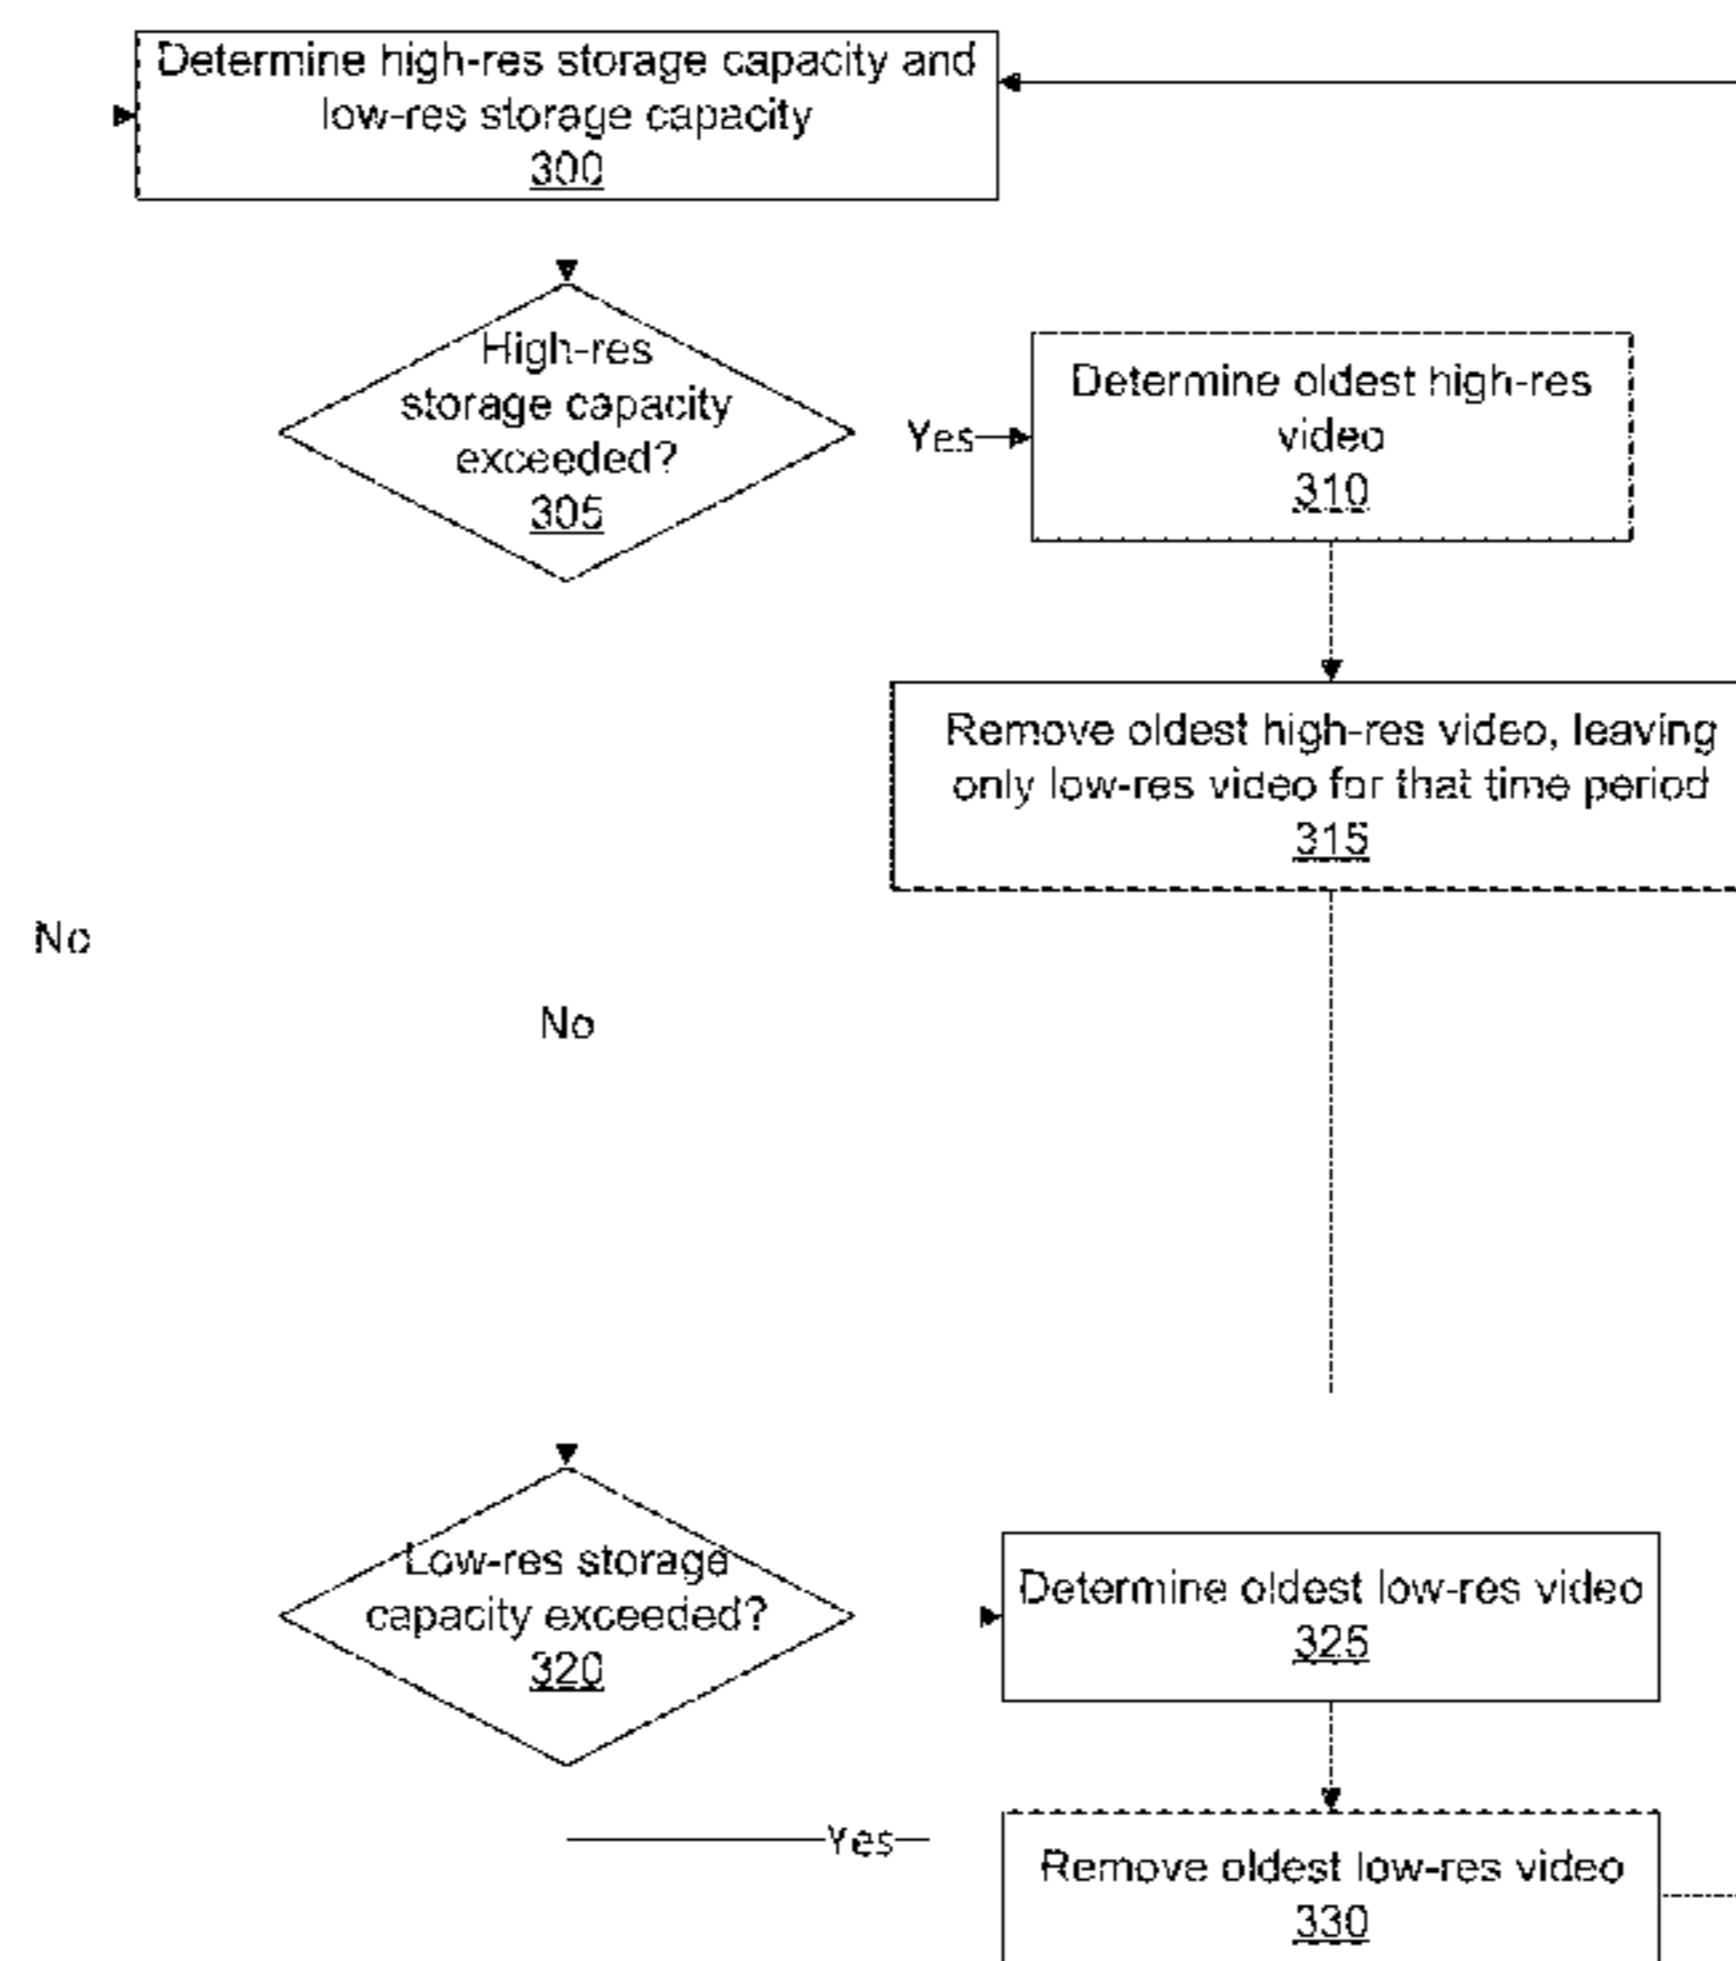 Determine high-res storage capacity and
low-res storage capacity
300
High-res
storage capacity
exceeded?
305
Yes
Determine oldest high-res
video
310
Remove oldest high-res video, leaving
only low-res video for that time period
315
No
No
Low-res storage
capacity exceeded?
320
Determine oldest low-res video
325
Yes
Remove oldest low-res video
330